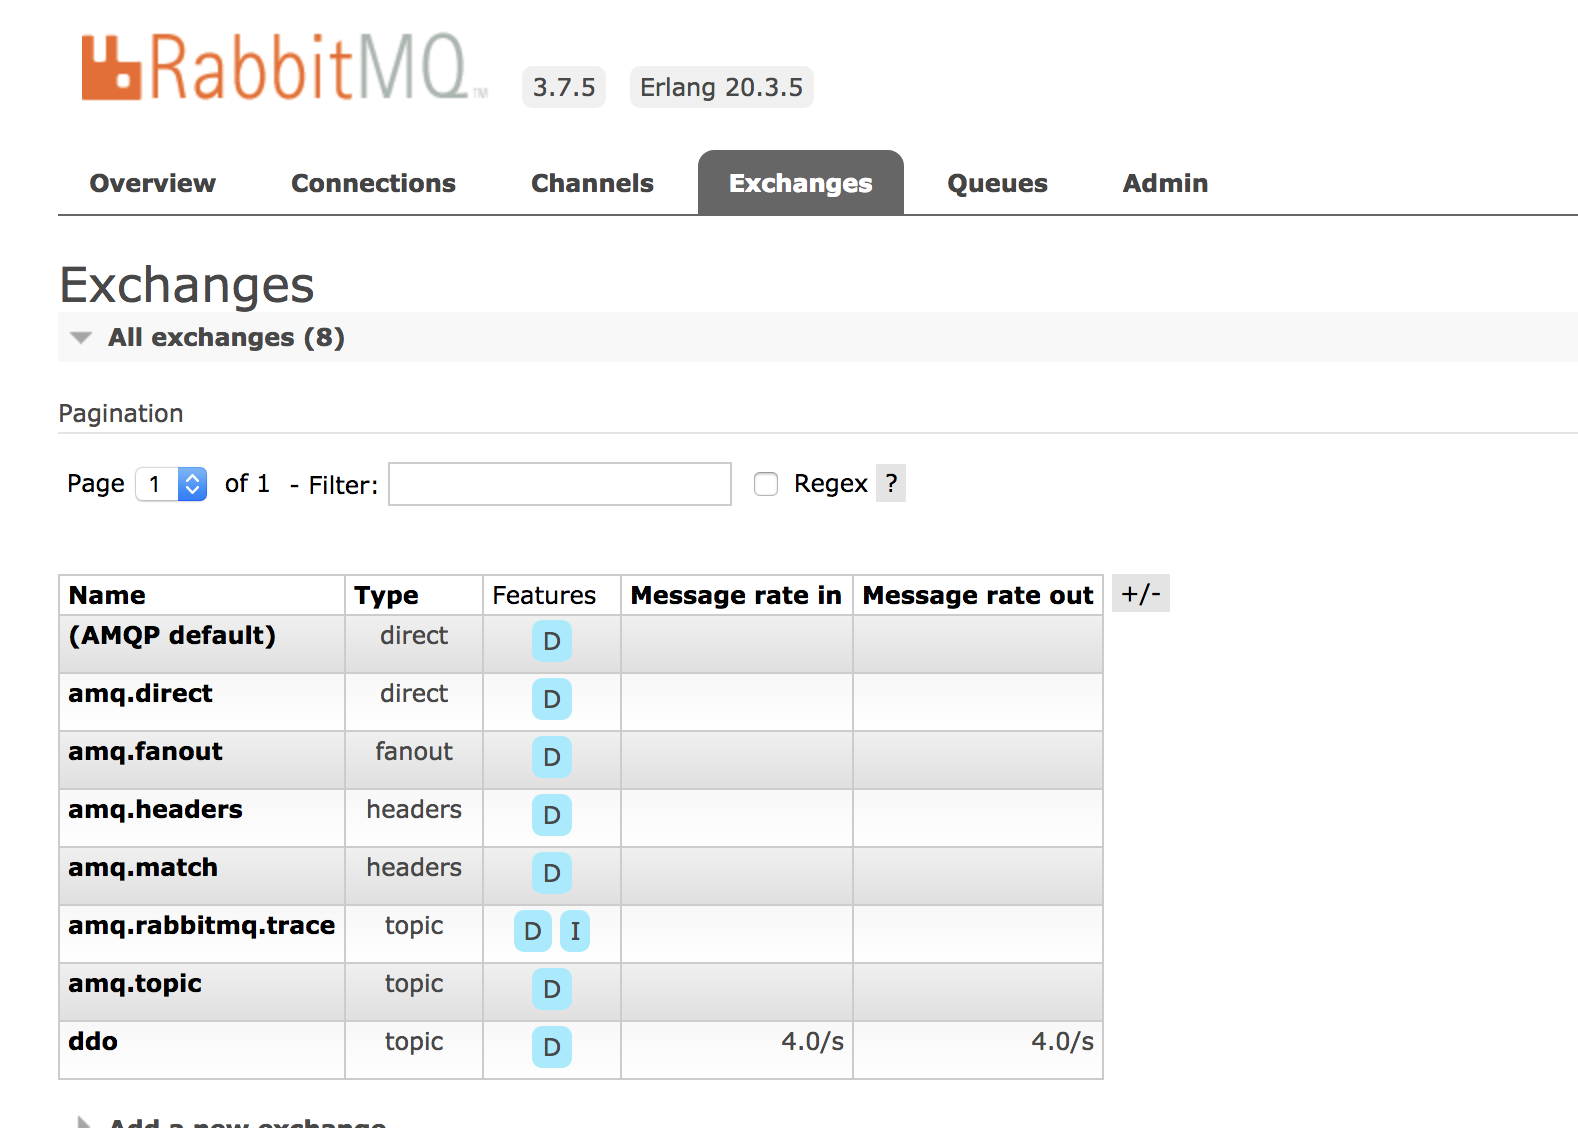 RabbitMQ™ 3.7.5 Erlang 20.3.5
Overview Connections Channels Exchanges Queues Admin
Exchanges
All exchanges (8)
Pagination
Page 1 of 1 - Filter: Regex ?
Name Type Features Message rate in Message rate out +/-
(AMQP default) direct D
amq.direct direct D
amq.fanout fanout D
amq.headers headers D
amq.match headers D
amq.rabbitmq.trace topic D I
amq.topic topic D
ddo topic D 4.0/s 4.0/s
Add a new exchange